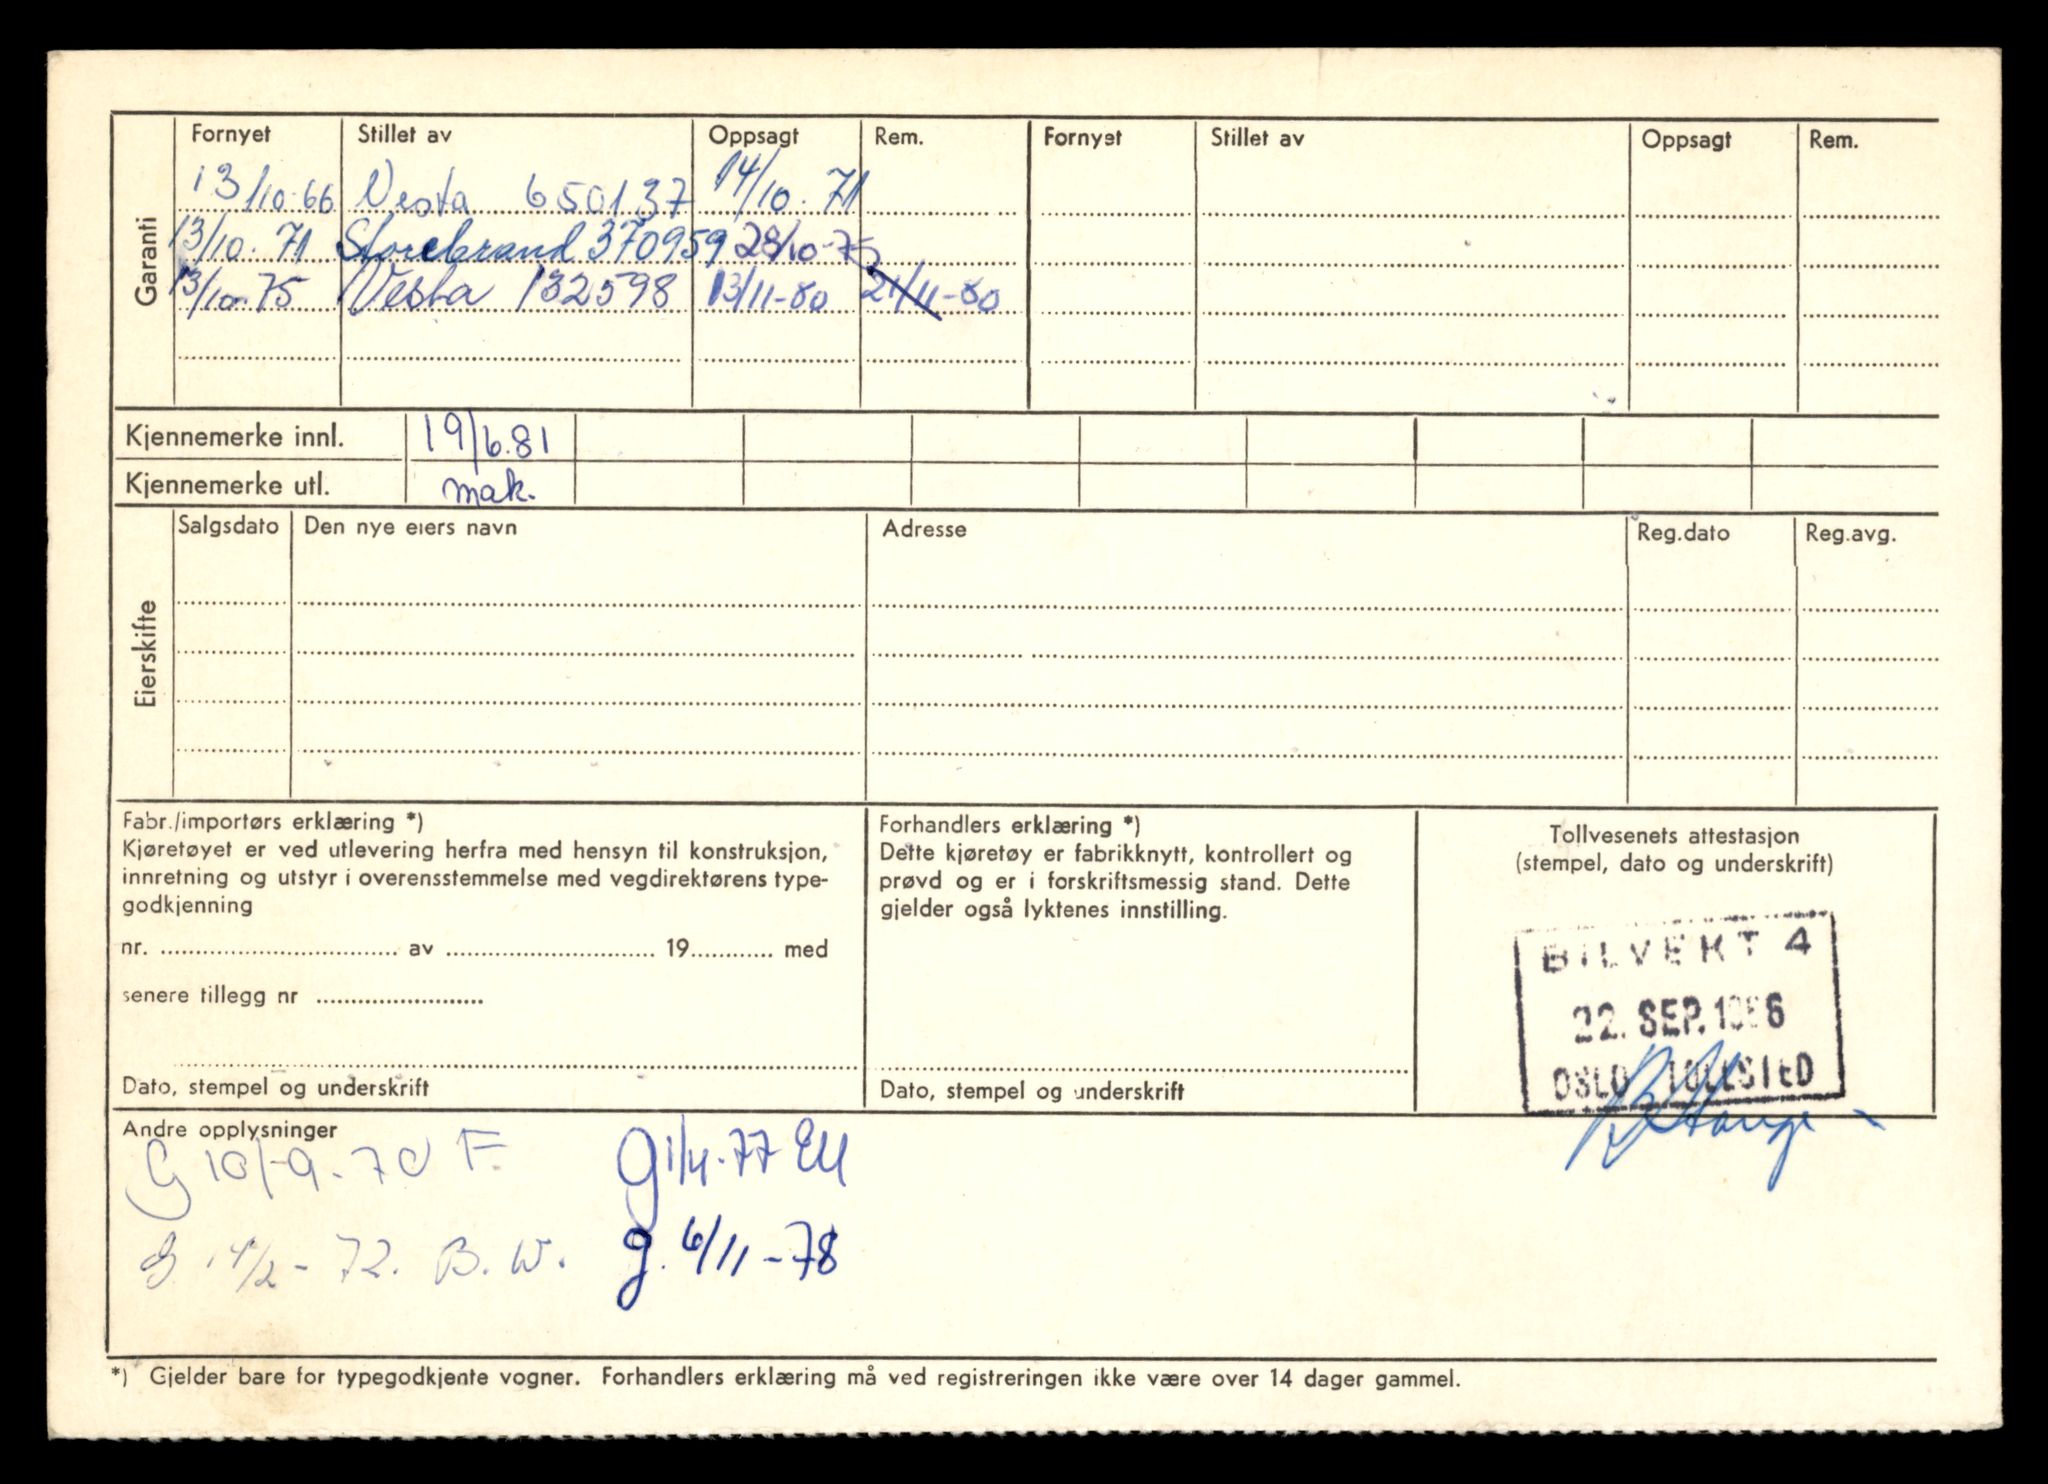 Garanti
Fornyet Stillet av Oppsagt Rem. Fornyet Stillet av Oppsagt Rem.
13/10-66 Vesta 650137 14/10-71
13/10-71 Storebrand 370959 28/10-75
13/10-75 Vesta 132598 13/11-80 21/11-80
Kjennemerke innl. 19/6.81
Kjennemerke utl. mak.
Eierskifte
Salgsdato Den nye eiers navn Adresse Reg.dato Reg.avg.
Fabr./importørs erklæring *)
Kjøretøyet er ved utlevering herfra med hensyn til konstruksjon,
innretning og utstyr i overensstemmelse med vegdirektørens type-
godkjenning
nr. av 19 med
senere tillegg nr
Dato, stempel og underskrift
Forhandlers erklæring *)
Dette kjøretøy er fabrikknytt, kontrollert og
prøvd og er i forskriftsmessig stand. Dette
gjelder også lyktenes innstilling.
Dato, stempel og underskrift
Tollvesenets attestasjon
(stempel, dato og underskrift)
BILVEKT 4
22. SEP. 1966
OSLO TOLLSTED
Andre opplysninger
G 10/-9-70 F. G 1/4-77 EM
g. 14/2-72. B.W. g. 6/11-78
*) Gjelder bare for typegodkjente vogner. Forhandlers erklæring må ved registreringen ikke være over 14 dager gammel.